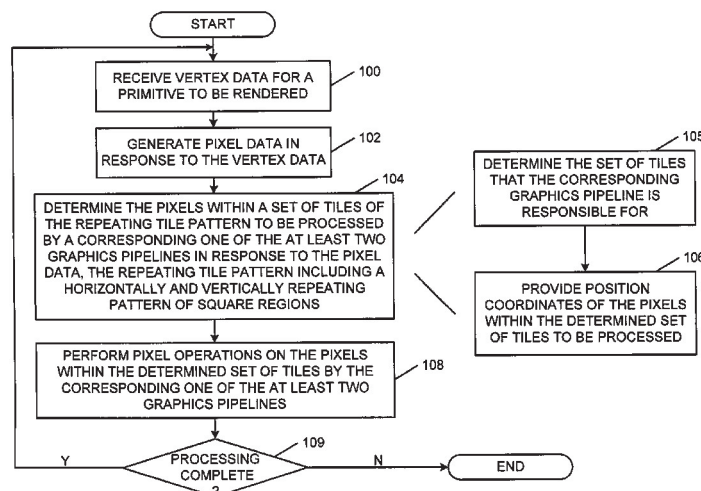 START
100
RECEIVE VERTEX DATA FOR A
PRIMITIVE TO BE RENDERED
102
GENERATE PIXEL DATA IN
RESPONSE TO THE VERTEX DATA
104
DETERMINE THE PIXELS WITHIN A SET OF TILES
OF THE REPEATING TILE PATTERN TO BE PROCESSED
BY A CORRESPONDING ONE OF THE AT LEAST TWO
GRAPHICS PIPELINES IN RESPONSE TO THE PIXEL
DATA, THE REPEATING TILE PATTERN INCLUDING A
HORIZONTALLY AND VERTICALLY REPEATING
PATTERN OF SQUARE REGIONS
105
DETERMINE THE SET OF TILES
THAT THE CORRESPONDING
GRAPHICS PIPELINE IS
RESPONSIBLE FOR
106
PROVIDE POSITION
COORDINATES OF THE PIXELS
WITHIN THE DETERMINED SET
OF TILES TO BE PROCESSED
PERFORM PIXEL OPERATIONS ON THE PIXELS
WITHIN THE DETERMINED SET OF TILES BY THE
CORRESPONDING ONE OF THE AT LEAST TWO
GRAPHICS PIPELINES
108
109
Y
PROCESSING
COMPLETE
?
N
END